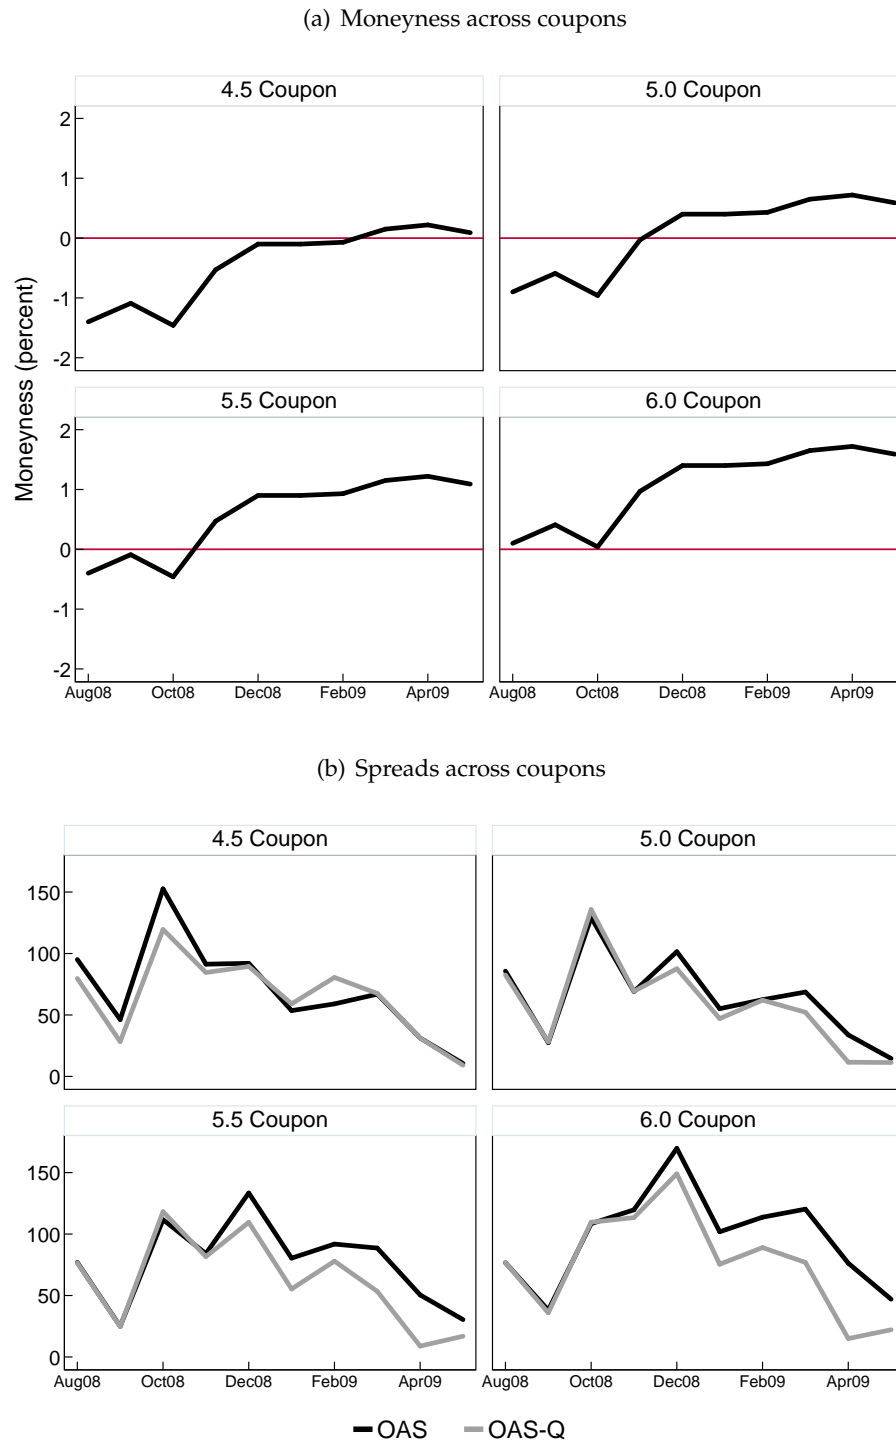 (a) Moneyness across coupons
4.5 Coupon
5.0 Coupon
2
1
0
-1
-2
Moneyness (percent)
5.5 Coupon
6.0 Coupon
2
1
0
-1
-2
Aug08 Oct08 Dec08 Feb09 Apr09
Aug08 Oct08 Dec08 Feb09 Apr09
(b) Spreads across coupons
4.5 Coupon
5.0 Coupon
150
100
50
0
5.5 Coupon
6.0 Coupon
150
100
50
0
Aug08 Oct08 Dec08 Feb09 Apr09
Aug08 Oct08 Dec08 Feb09 Apr09
OAS OAS-Q